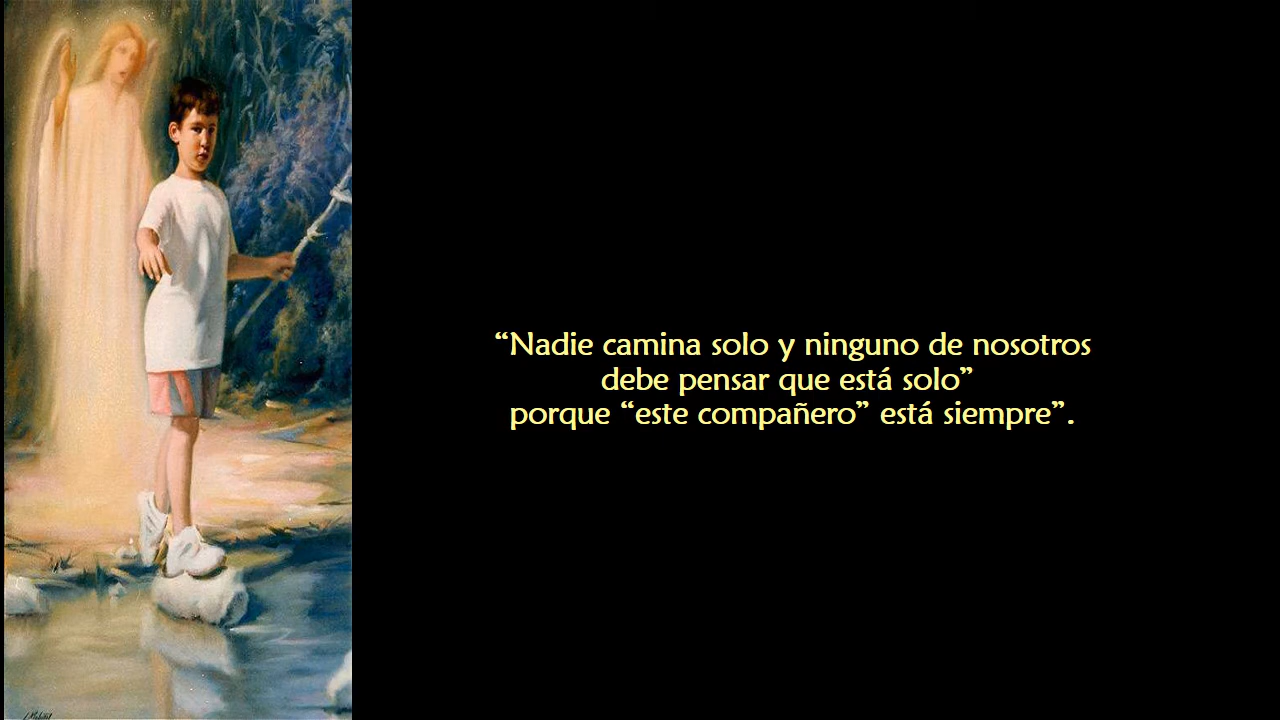 “Nadie camina solo y ninguno de nosotros
debe pensar que está solo”
porque “este compañero” está siempre”.